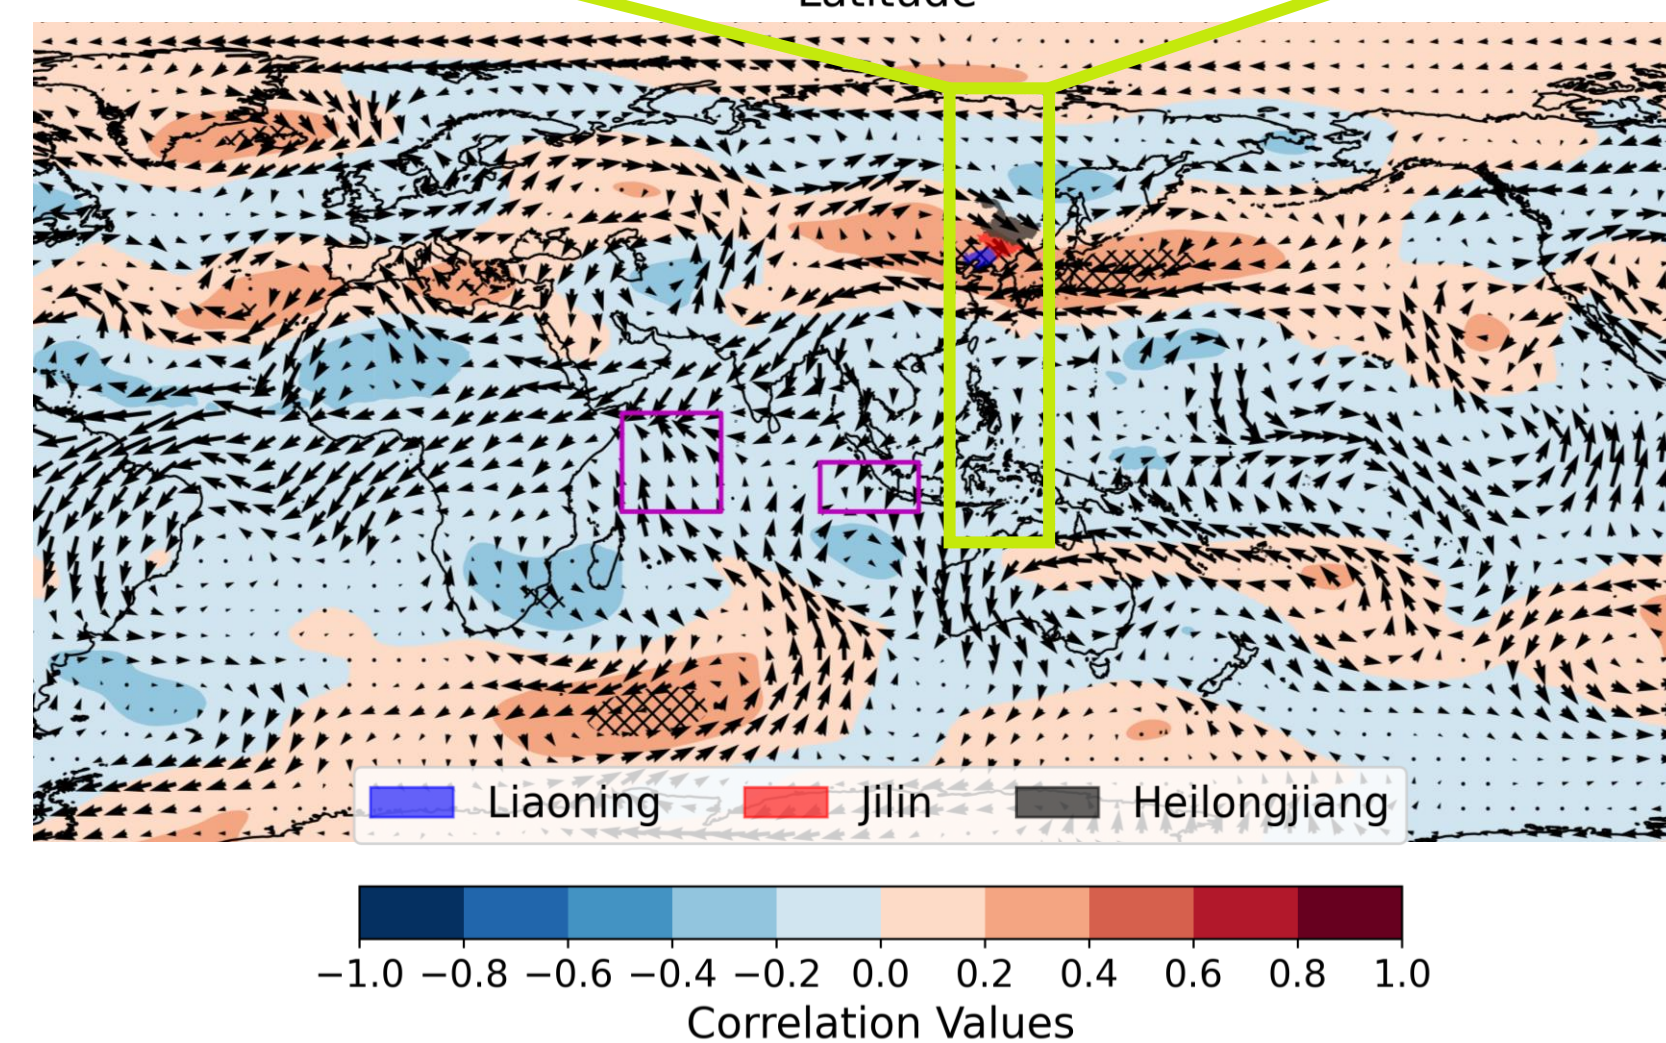 Latitude
Liaoning Jilin Heilongjiang
−1.0 −0.8 −0.6 −0.4 −0.2 0.0 0.2 0.4 0.6 0.8 1.0
Correlation Values